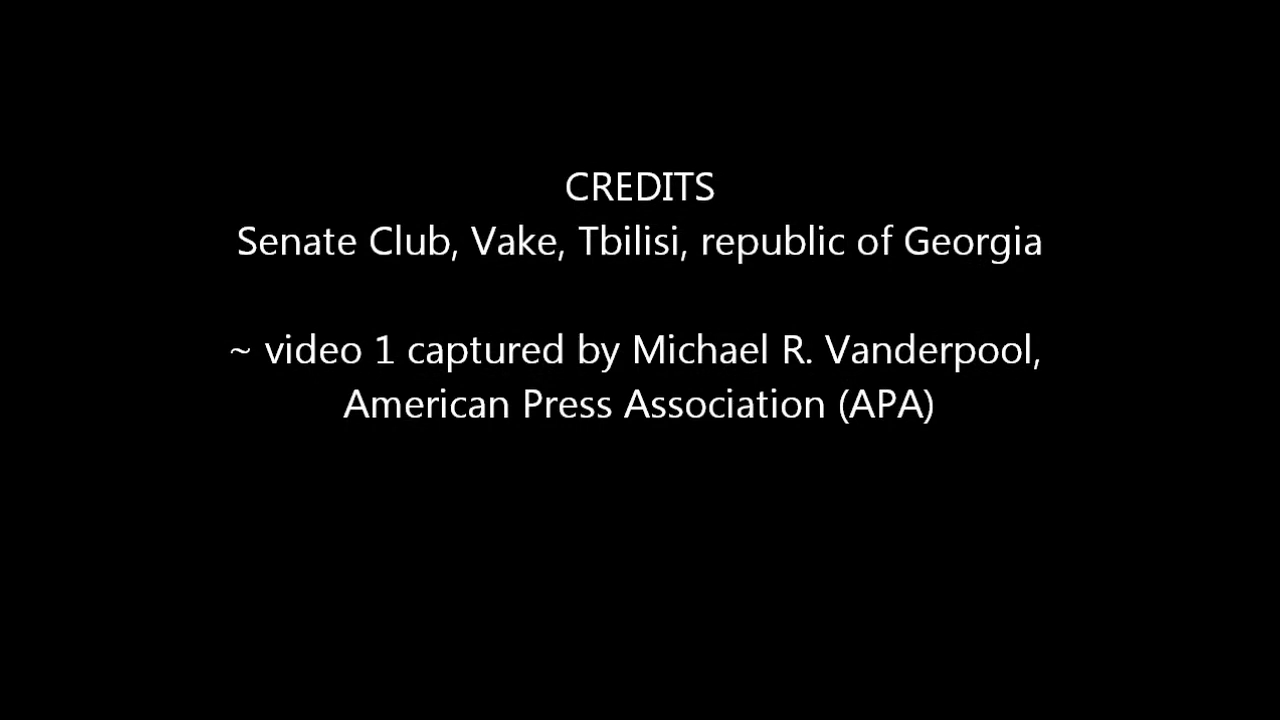 CREDITS
Senate Club, Vake, Tbilisi, republic of Georgia
~ video 1 captured by Michael R. Vanderpool,
American Press Association (APA)